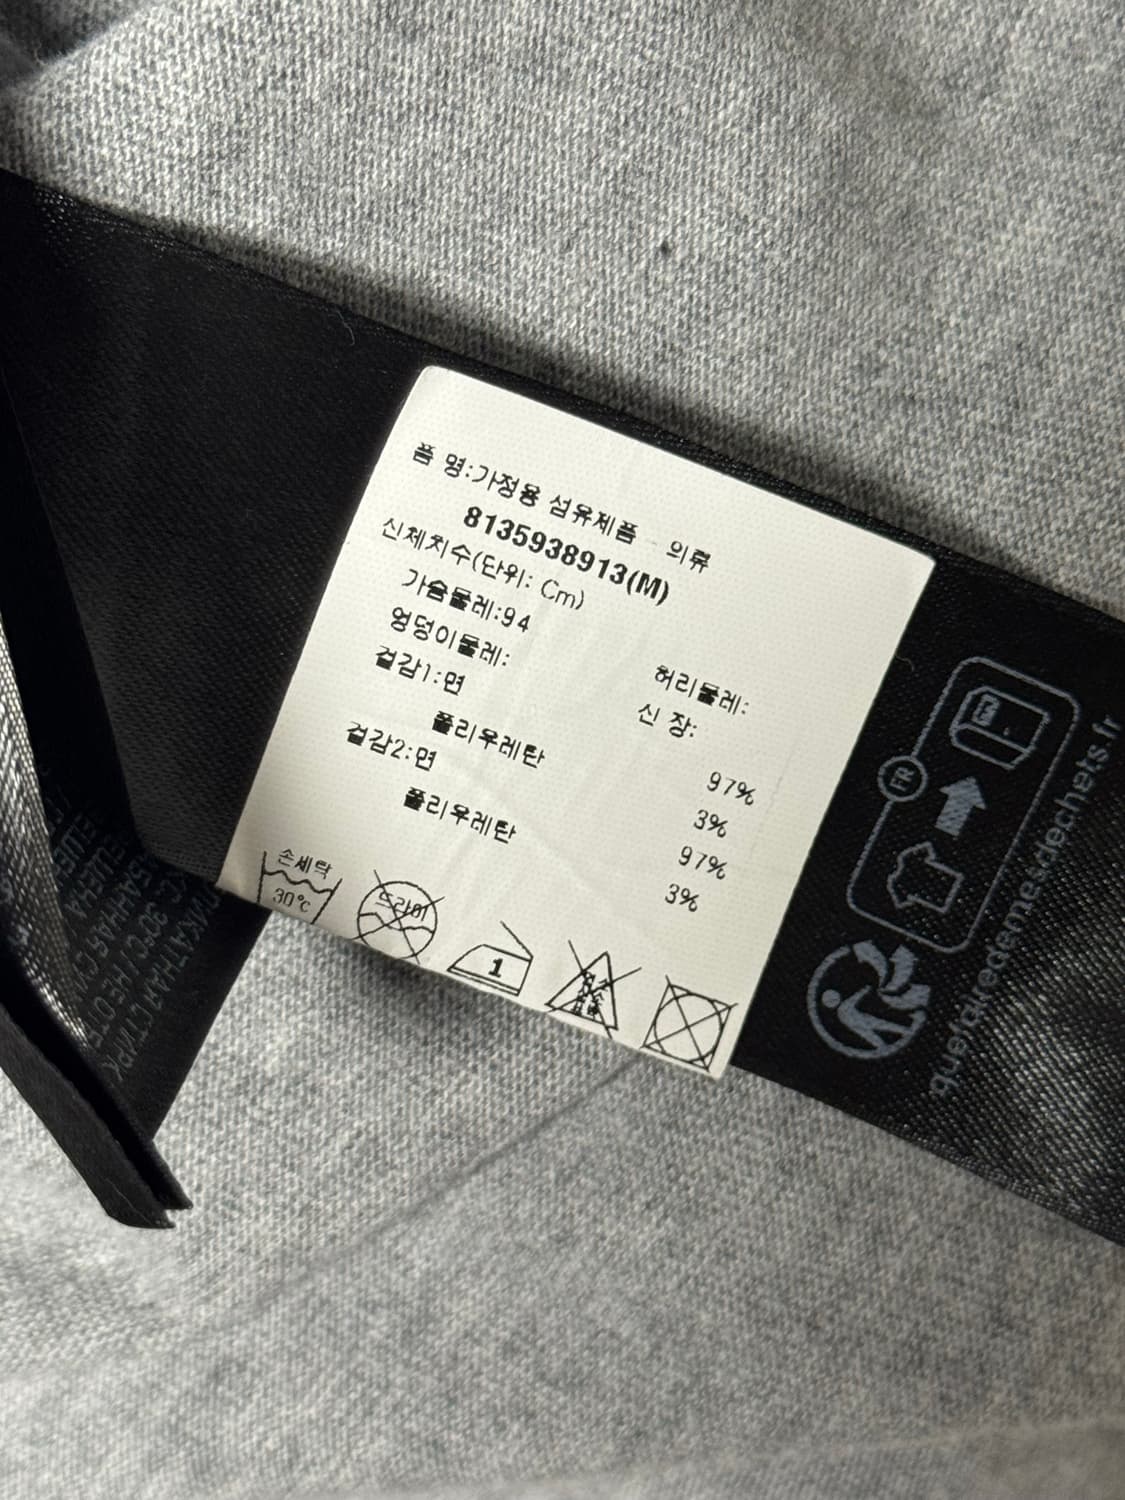 품 명:가정용 섬유제품 - 의류
8135938913(M)
신체치수(단위: Cm)
가슴둘레:94
엉덩이둘레: 허리둘레:
겉감1:면 신 장:
폴리우레탄 97%
겉감2:면 3%
폴리우레탄 97%
3%
손세탁
30℃
드라이
1
FR
quefairedemesdechets.fr